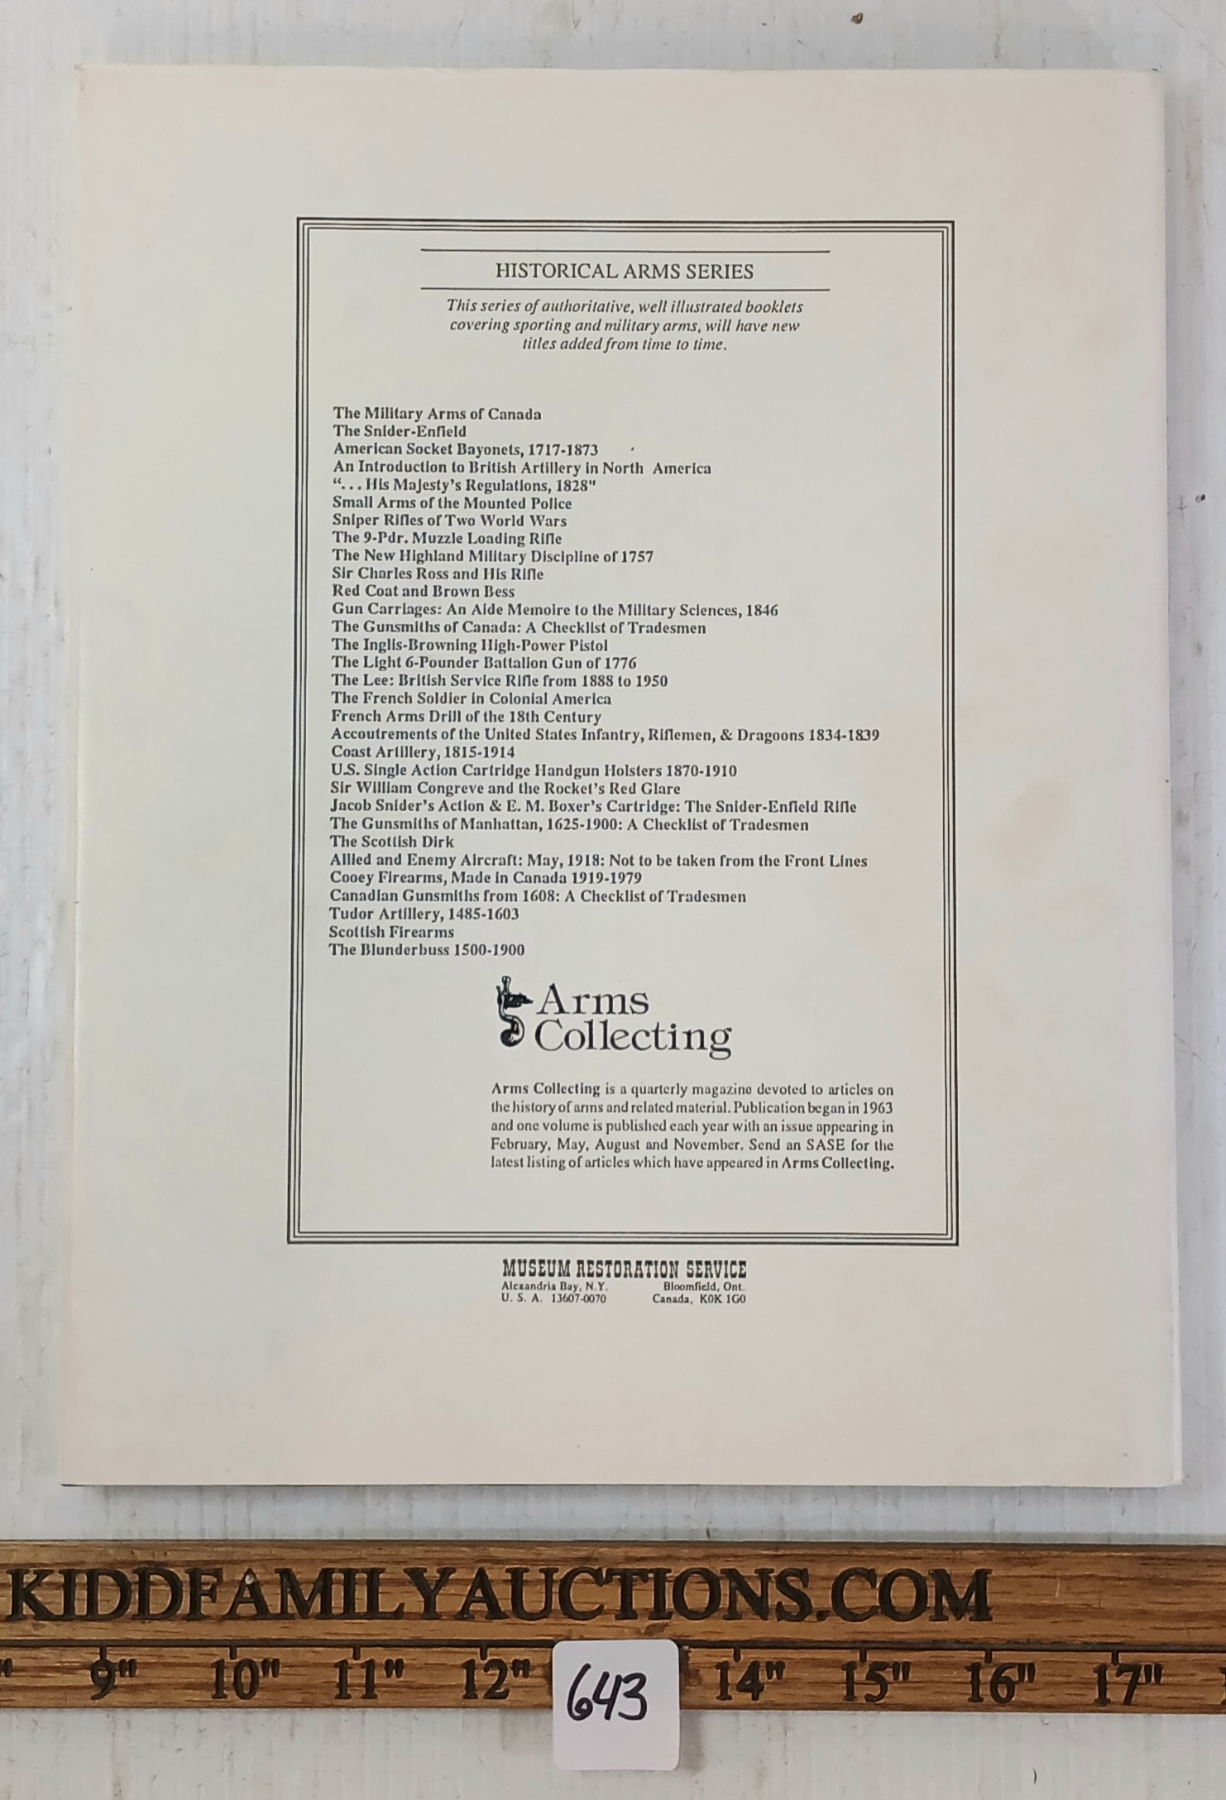 HISTORICAL ARMS SERIES
This series of authoritative, well illustrated booklets
covering sporting and military arms, will have new
titles added from time to time.
The Military Arms of Canada
The Snider-Enfield
American Socket Bayonets, 1717-1873
An Introduction to British Artillery in North America
“... His Majesty's Regulations, 1828"
Small Arms of the Mounted Police
Sniper Rifles of Two World Wars
The 9-Pdr. Muzzle Loading Rifle
The New Highland Military Discipline of 1757
Sir Charles Ross and His Rifle
Red Coat and Brown Bess
Gun Carriages: An Aide Memoire to the Military Sciences, 1846
The Gunsmiths of Canada: A Checklist of Tradesmen
The Inglis-Browning High-Power Pistol
The Light 6-Pounder Battalion Gun of 1776
The Lee: British Service Rifle from 1888 to 1950
The French Soldier in Colonial America
French Arms Drill of the 18th Century
Accoutrements of the United States Infantry, Riflemen, & Dragoons 1834-1839
Coast Artillery, 1815-1914
U.S. Single Action Cartridge Handgun Holsters 1870-1910
Sir William Congreve and the Rocket's Red Glare
Jacob Snider's Action & E. M. Boxer's Cartridge: The Snider-Enfield Rifle
The Gunsmiths of Manhattan, 1625-1900: A Checklist of Tradesmen
The Scottish Dirk
Allied and Enemy Aircraft: May, 1918: Not to be taken from the Front Lines
Cooey Firearms, Made in Canada 1919-1979
Canadian Gunsmiths from 1608: A Checklist of Tradesmen
Tudor Artillery, 1485-1603
Scottish Firearms
The Blunderbuss 1500-1900
Arms
Collecting
Arms Collecting is a quarterly magazine devoted to articles on
the history of arms and related material. Publication began in 1963
and one volume is published each year with an issue appearing in
February, May, August and November. Send an SASE for the
latest listing of articles which have appeared in Arms Collecting.
MUSEUM RESTORATION SERVICE
Alexandria Bay, N.Y. Bloomfield, Ont.
U. S. A. 13607-0070 Canada, K0K 1G0
KIDDFAMILYAUCTIONS.COM
9" 10" 11" 12" 14" 15" 16" 17"
643